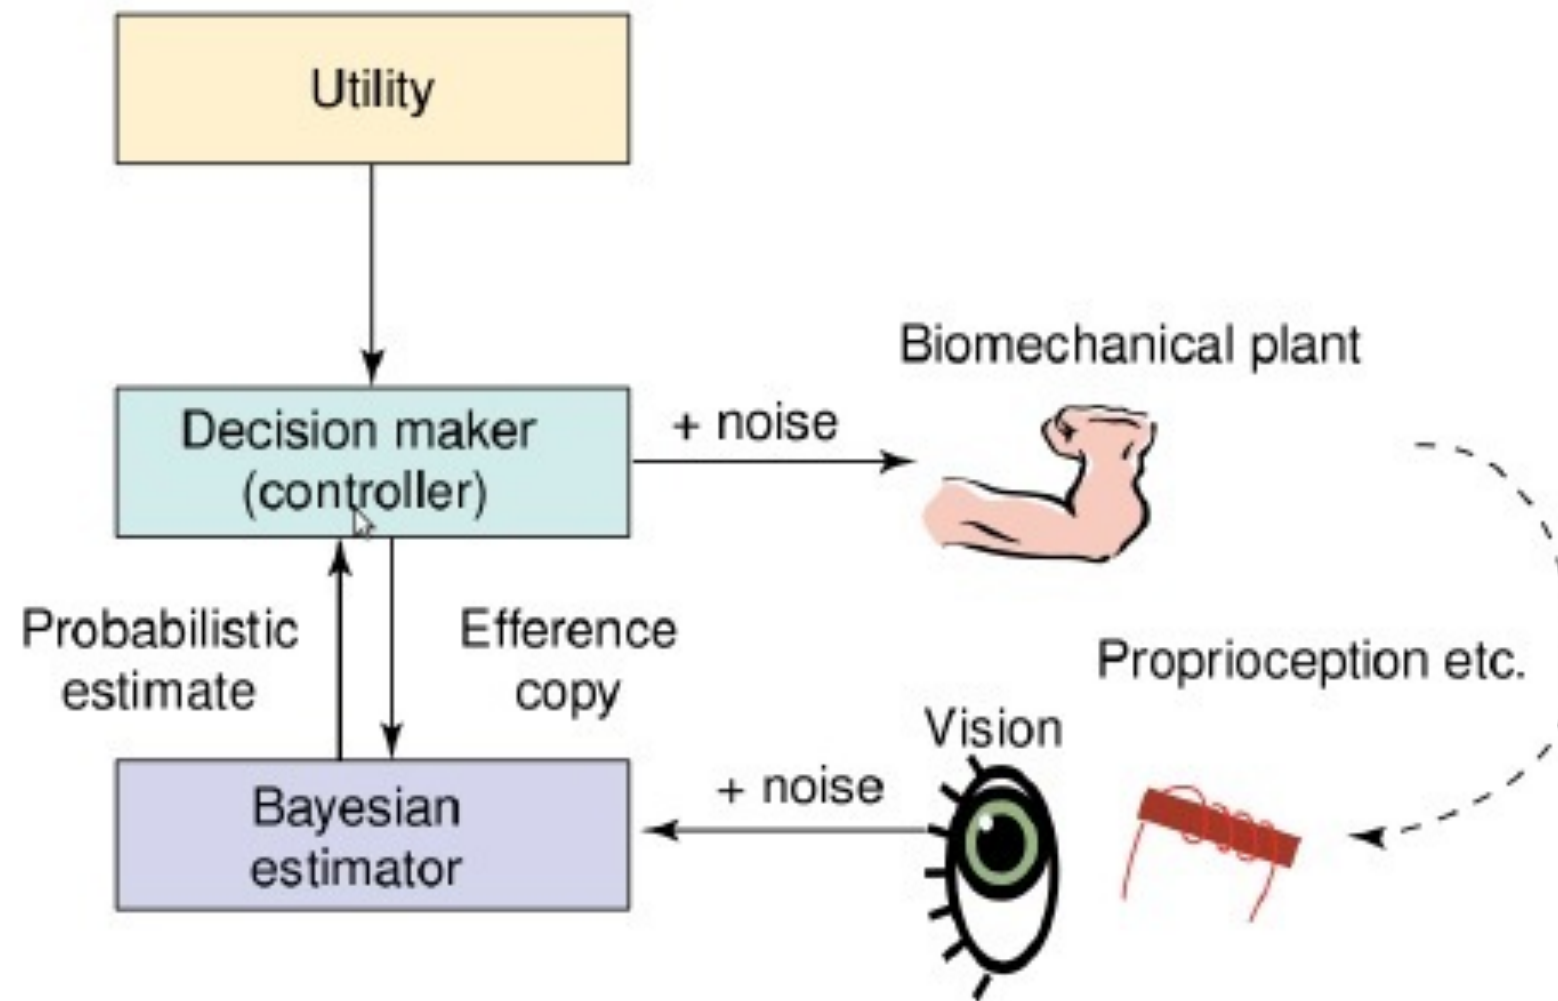 Utility
Biomechanical plant
Decision maker
(controller)
+ noise
Probabilistic
estimate
Efference
copy
Proprioception etc.
Vision
+ noise
Bayesian
estimator